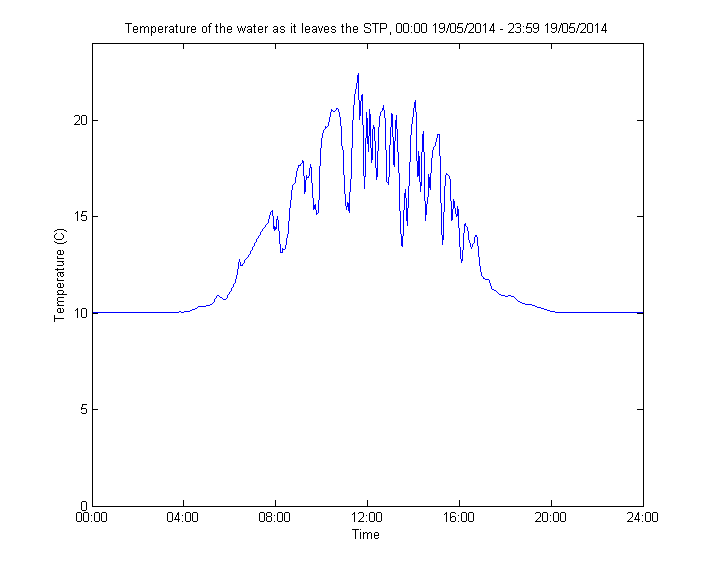 Temperature of the water as it leaves the STP, 00:00 19/05/2014 - 23:59 19/05/2014
20
15
10
5
0
Temperature (C)
00:00 04:00 08:00 12:00 16:00 20:00 24:00
Time